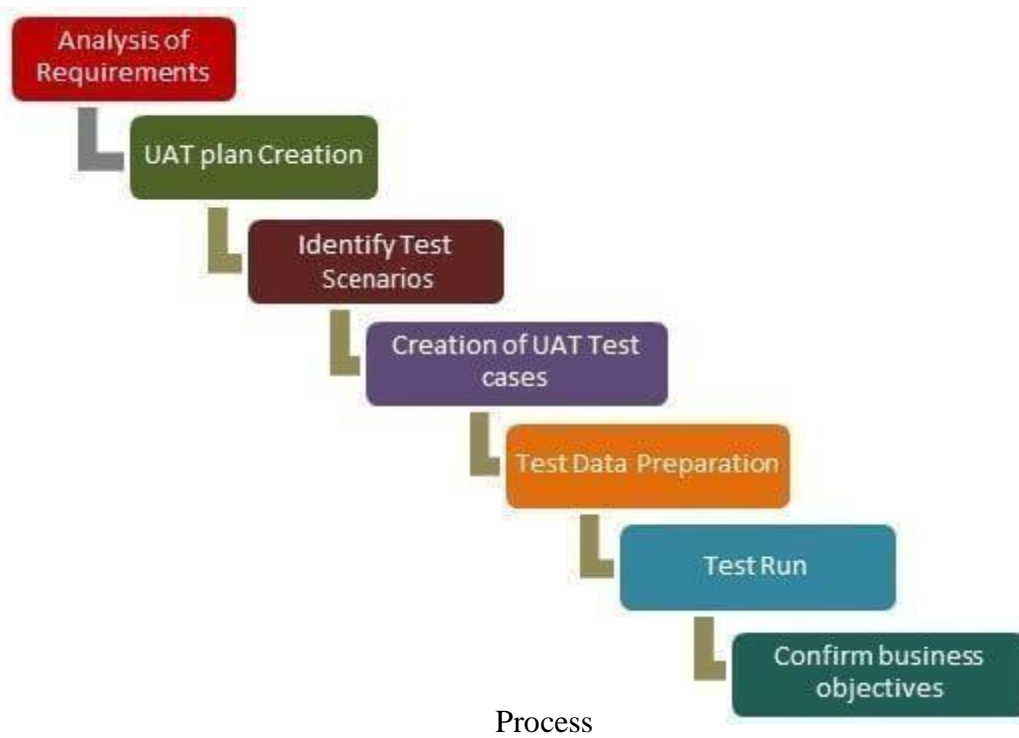 Analysis of
Requirements
UAT plan Creation
Identify Test
Scenarios
Creation of UAT Test
cases
Test Data Preparation
Test Run
Confirm business
objectives
Process